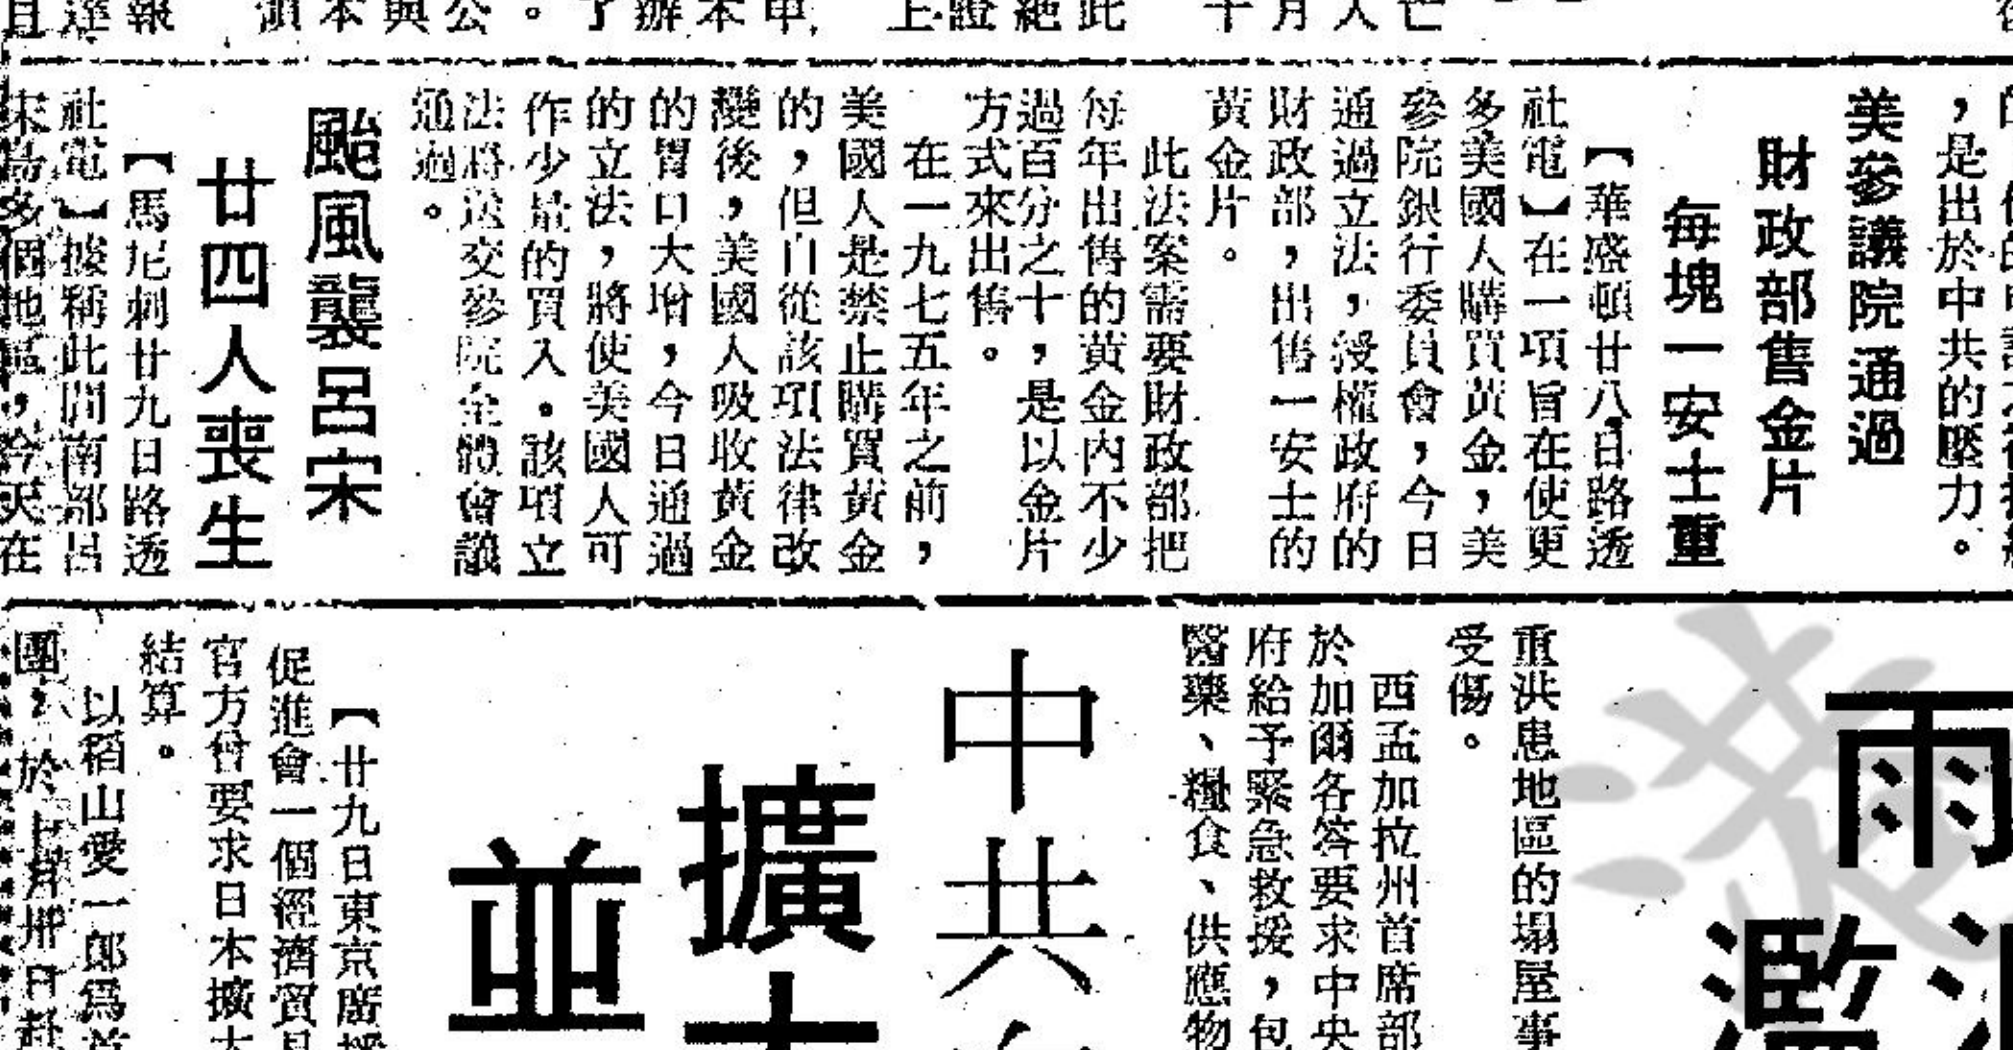 ，是出於中共的壓力。
美參議院通過
財政部售金片
每塊一安士重
【華盛頓廿八日路透
社電】在一項旨在使更
多美國人購買黃金，美
參院銀行委員會，今日
通過立法，授權政府的
財政部，出售一安士的
黃金片。
此法案需要財政部把
每年出售的黃金內不少
過百分之十，是以金片
方式來出售。
在一九七五年之前，
美國人是禁止購買黃金
的，但自從該項法律改
變後，美國人吸收黃金
的胃口大增，今日通過
的立法，將使美國人可
作少量的買入。該項立
法將送交參院全體會議
通過。
颱風襲呂宋
廿四人喪生
【馬尼剌廿九日路透
社電】據稱此間南部呂
宋島多個地區，今天在
雨
濫
重洪患地區的塌屋事
受傷。
西孟加拉州首席部
於加爾各答要求中央
府給予緊急救援，包
醫藥、糧食、供應物
中共
擴大
並
【廿九日東京廣播
促進會一個經濟貿易
官方曾要求日本擴大
結算。
以稻山愛一郎爲首
團，於上月卅日赴